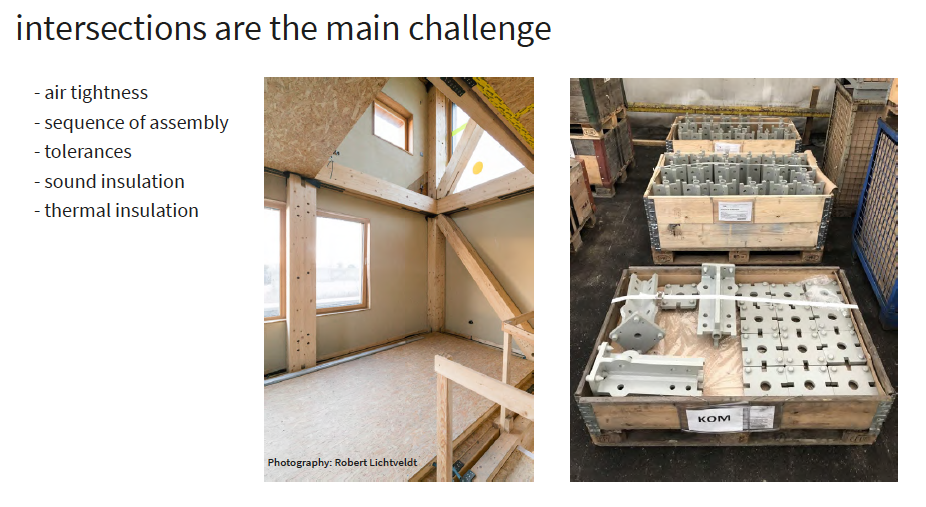 intersections are the main challenge
- air tightness
- sequence of assembly
- tolerances
- sound insulation
- thermal insulation
Photography: Robert Lichtveldt
KOM